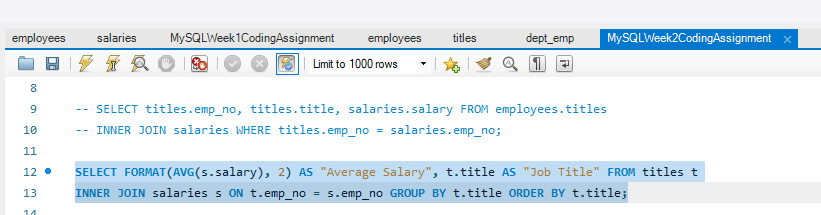 employees salaries MySQLWeek1CodingAssignment employees titles dept_emp MySQLWeek2CodingAssignment ×
Limit to 1000 rows
8
9 -- SELECT titles.emp_no, titles.title, salaries.salary FROM employees.titles
10 -- INNER JOIN salaries WHERE titles.emp_no = salaries.emp_no;
11
12 SELECT FORMAT(AVG(s.salary), 2) AS "Average Salary", t.title AS "Job Title" FROM titles t
13 INNER JOIN salaries s ON t.emp_no = s.emp_no GROUP BY t.title ORDER BY t.title;
14